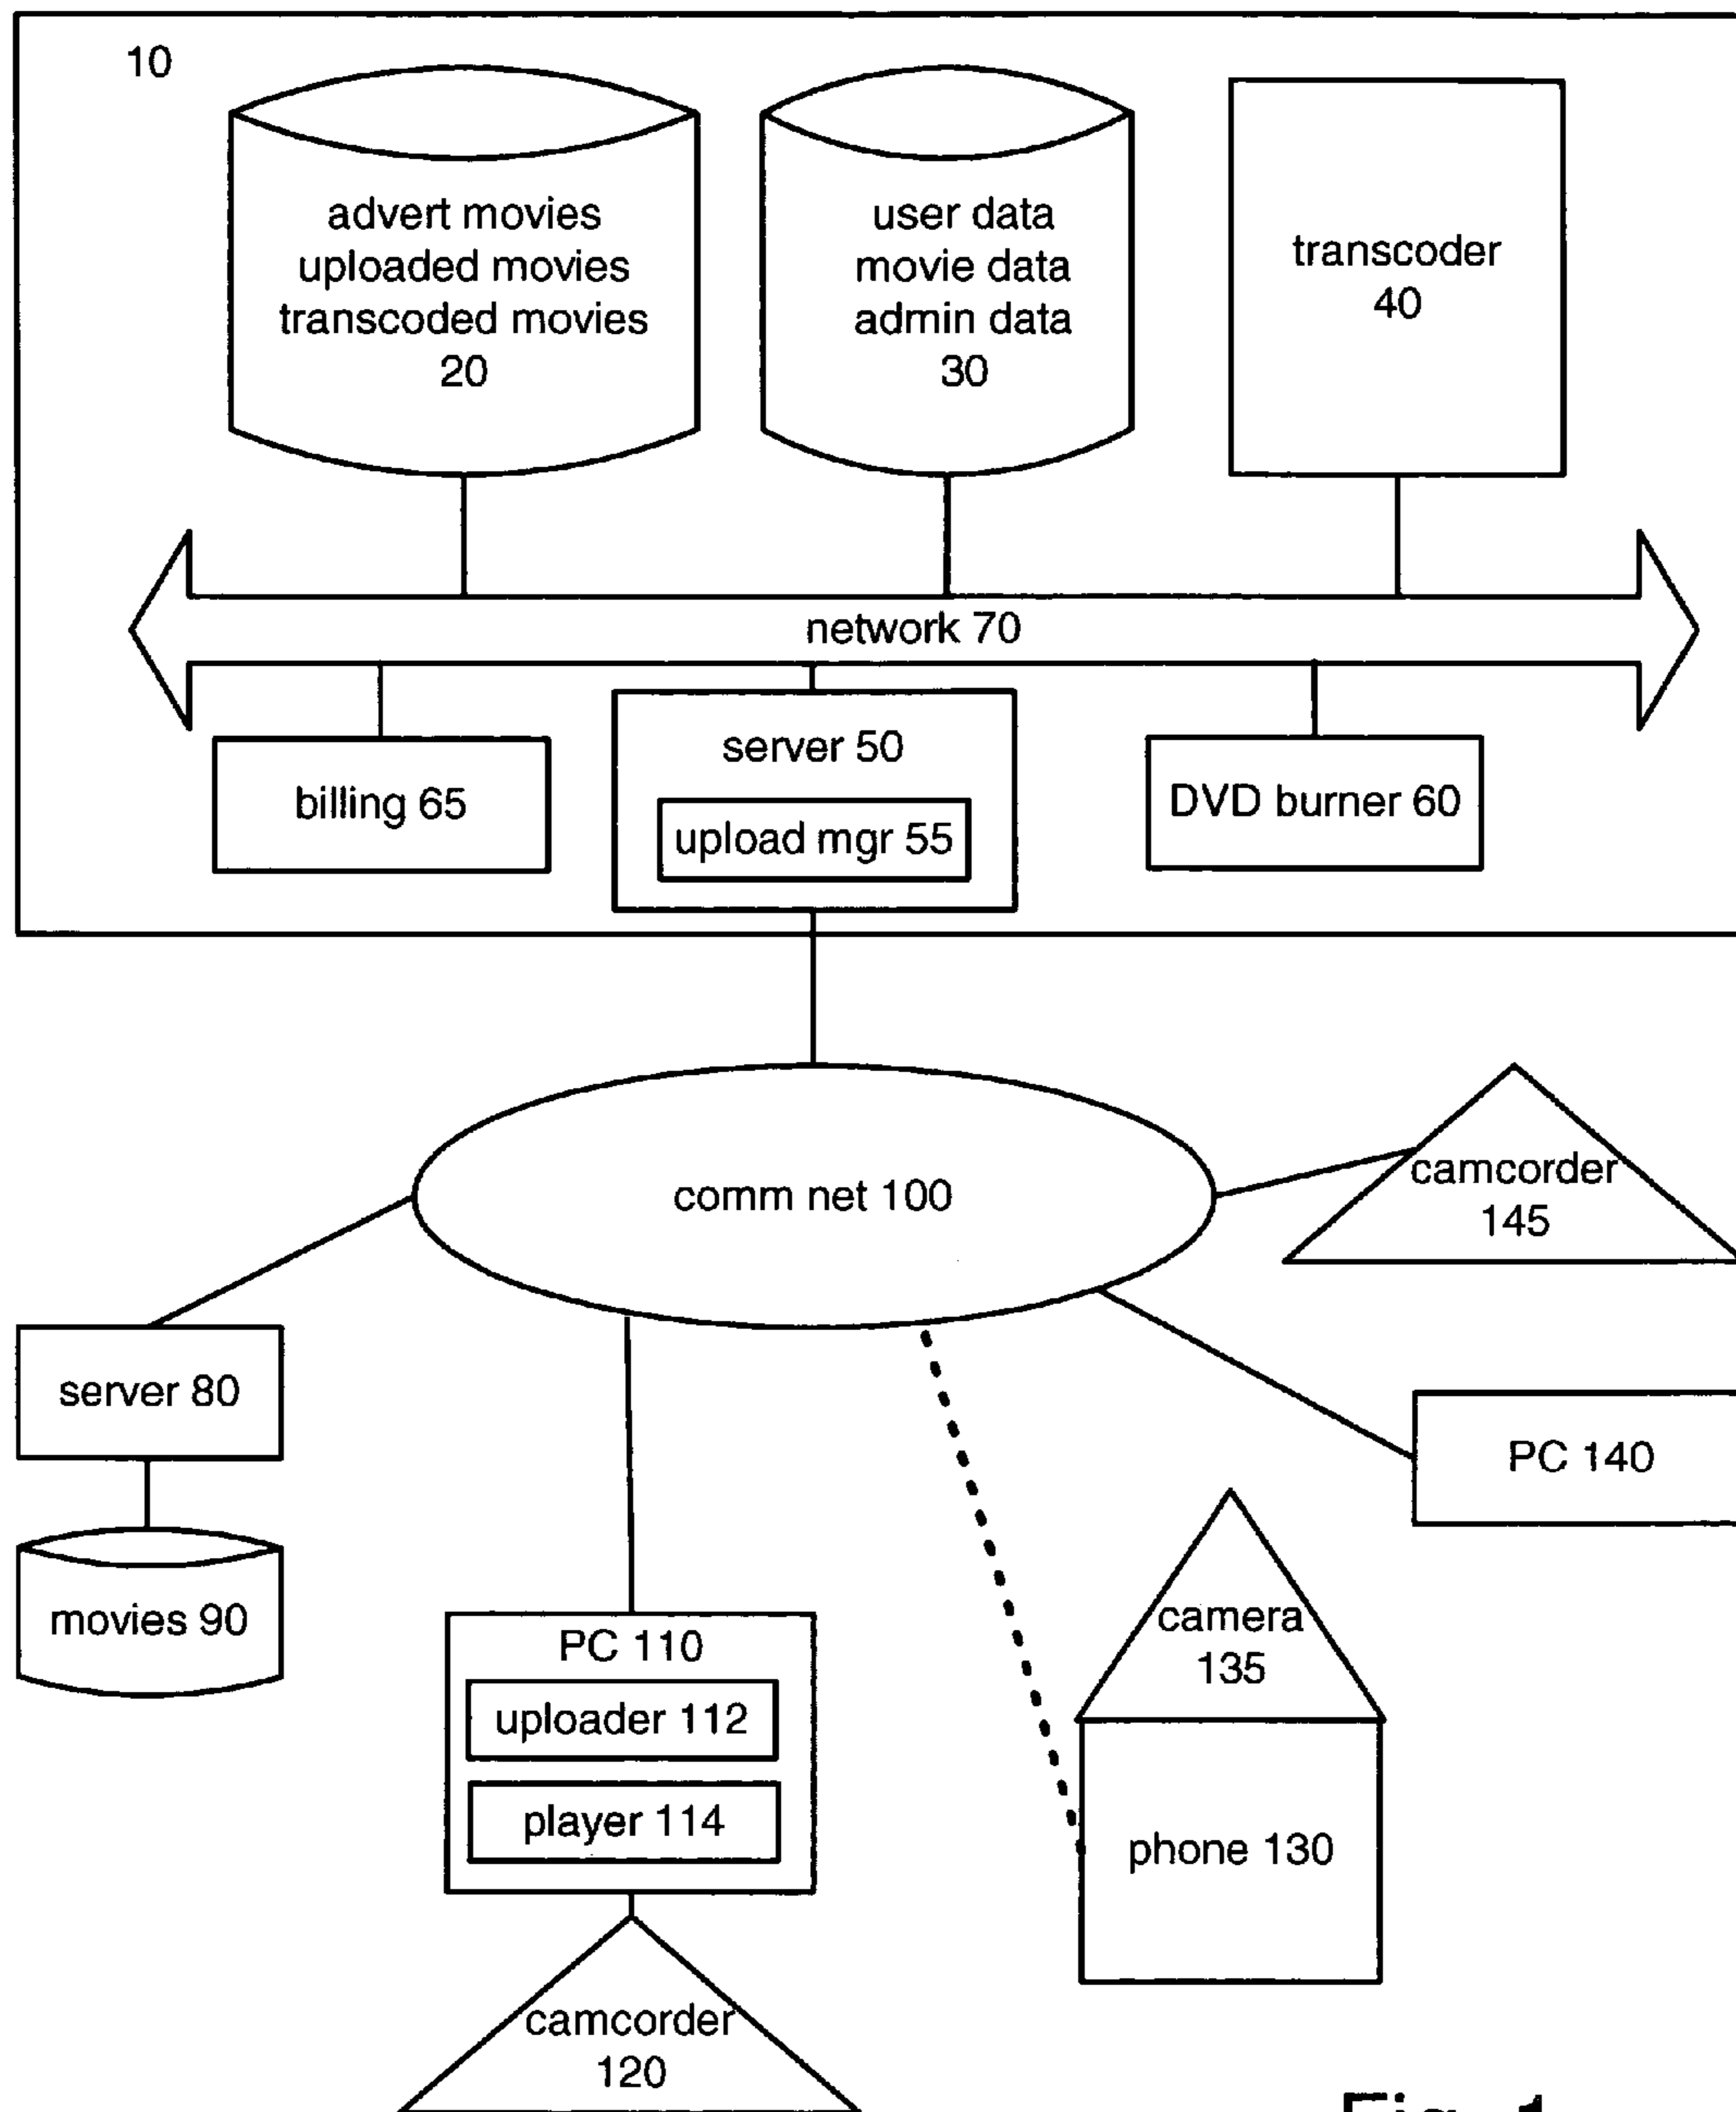 10
advert movies
uploaded movies
transcoded movies
20
user data
movie data
admin data
30
transcoder
40
network 70
billing 65
server 50
upload mgr 55
DVD burner 60
comm net 100
camcorder
145
server 80
PC 140
movies 90
camera
135
PC 110
uploader 112
player 114
phone 130
camcorder
120
Fig. 1